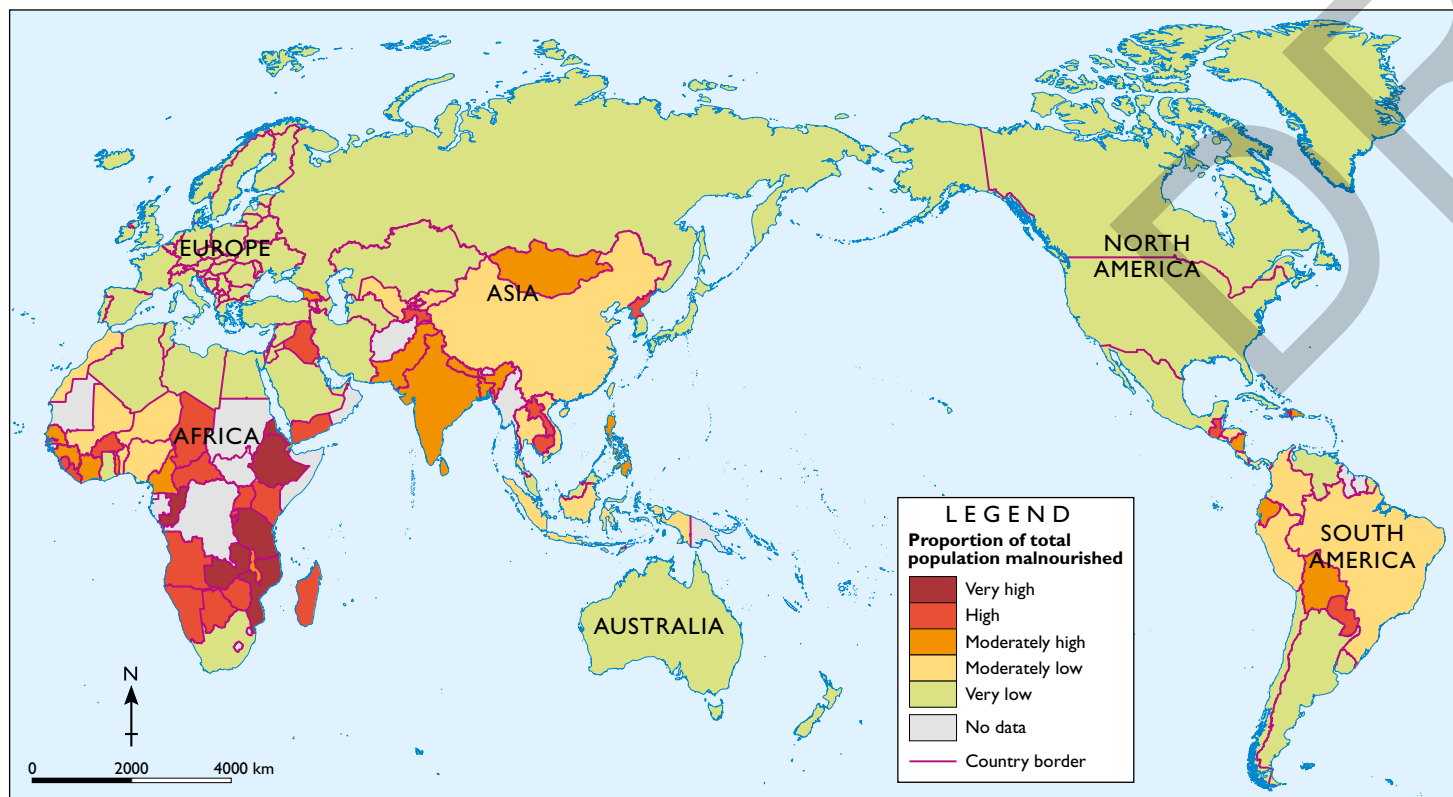 EUROPE
ASIA
AFRICA
NORTH
AMERICA
SOUTH
AMERICA
AUSTRALIA
N
0 2000 4000 km
LEGEND
Proportion of total
population malnourished
Very high
High
Moderately high
Moderately low
Very low
No data
Country border